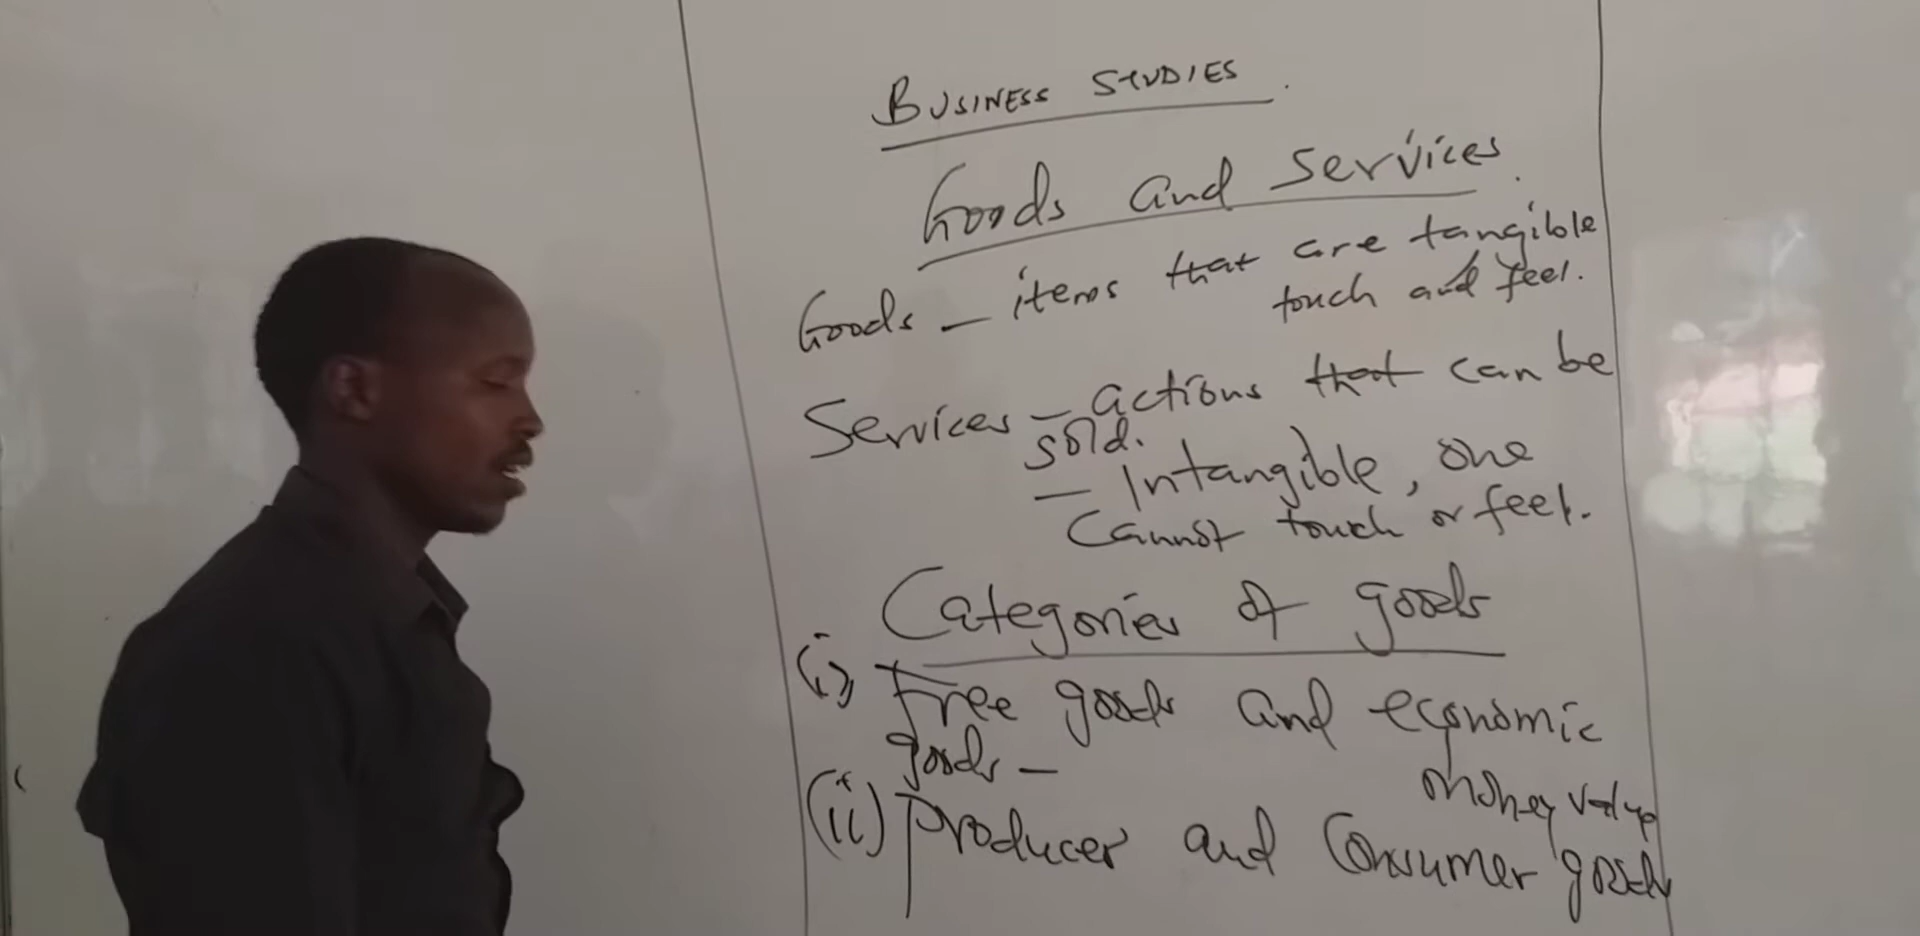 BUSINESS STUDIES.
Goods and services.
Goods - items that are tangible
touch and feel.
Services - actions that can be
sold.
- Intangible, one
cannot touch or feel.
Categories of goods
(i) Free goods and economic
goods -
money value
(ii) Producer and Consumer goods